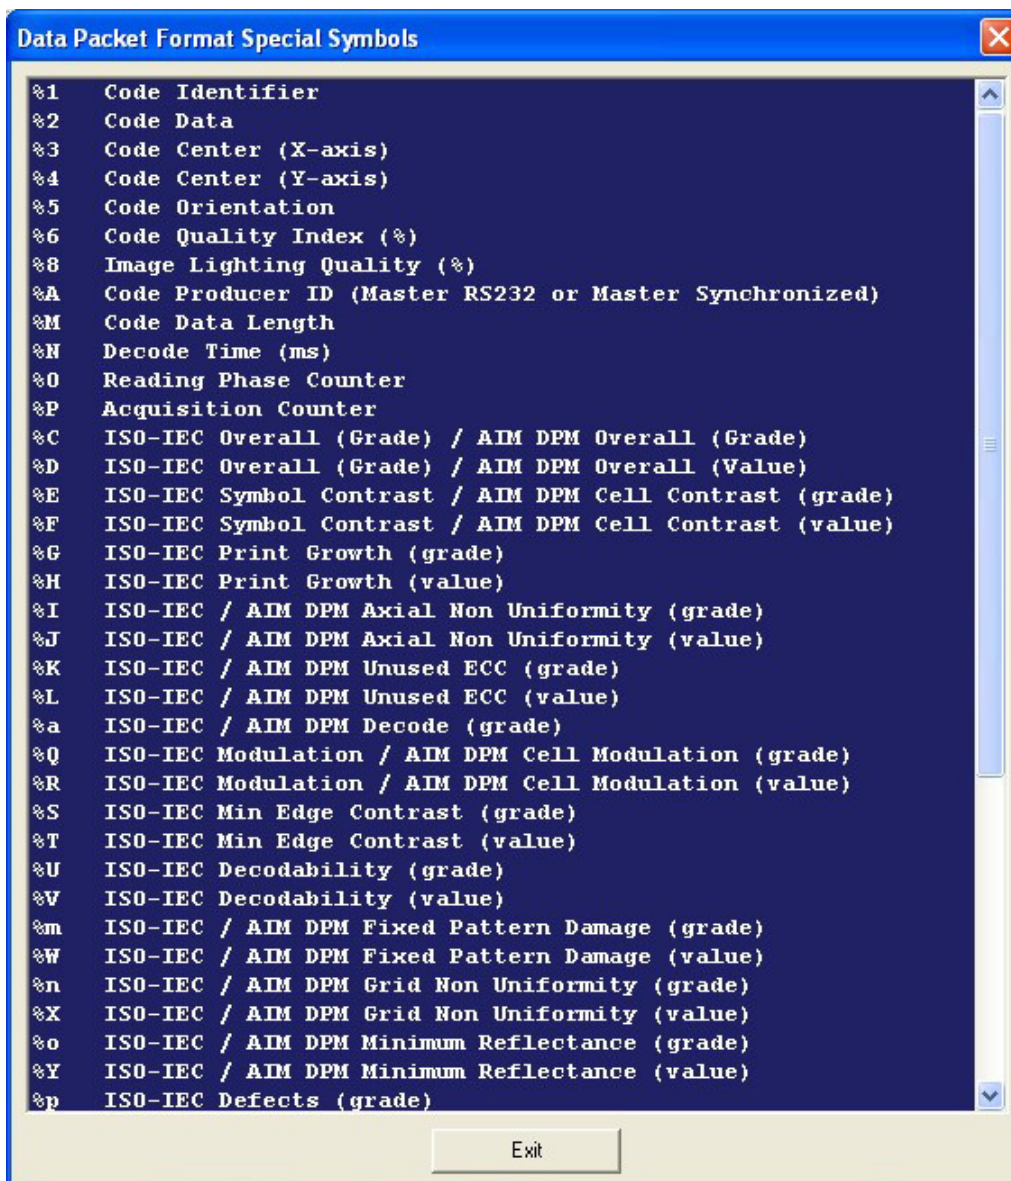 Data Packet Format Special Symbols
%1 Code Identifier
%2 Code Data
%3 Code Center (X-axis)
%4 Code Center (Y-axis)
%5 Code Orientation
%6 Code Quality Index (%)
%8 Image Lighting Quality (%)
%A Code Producer ID (Master RS232 or Master Synchronized)
%M Code Data Length
%N Decode Time (ms)
%O Reading Phase Counter
%P Acquisition Counter
%C ISO-IEC Overall (Grade) / AIM DPM Overall (Grade)
%D ISO-IEC Overall (Grade) / AIM DPM Overall (Value)
%E ISO-IEC Symbol Contrast / AIM DPM Cell Contrast (grade)
%F ISO-IEC Symbol Contrast / AIM DPM Cell Contrast (value)
%G ISO-IEC Print Growth (grade)
%H ISO-IEC Print Growth (value)
%I ISO-IEC / AIM DPM Axial Non Uniformity (grade)
%J ISO-IEC / AIM DPM Axial Non Uniformity (value)
%K ISO-IEC / AIM DPM Unused ECC (grade)
%L ISO-IEC / AIM DPM Unused ECC (value)
%a ISO-IEC / AIM DPM Decode (grade)
%Q ISO-IEC Modulation / AIM DPM Cell Modulation (grade)
%R ISO-IEC Modulation / AIM DPM Cell Modulation (value)
%S ISO-IEC Min Edge Contrast (grade)
%T ISO-IEC Min Edge Contrast (value)
%U ISO-IEC Decodability (grade)
%V ISO-IEC Decodability (value)
%m ISO-IEC / AIM DPM Fixed Pattern Damage (grade)
%W ISO-IEC / AIM DPM Fixed Pattern Damage (value)
%n ISO-IEC / AIM DPM Grid Non Uniformity (grade)
%X ISO-IEC / AIM DPM Grid Non Uniformity (value)
%o ISO-IEC / AIM DPM Minimum Reflectance (grade)
%Y ISO-IEC / AIM DPM Minimum Reflectance (value)
%p ISO-IEC Defects (grade)
Exit